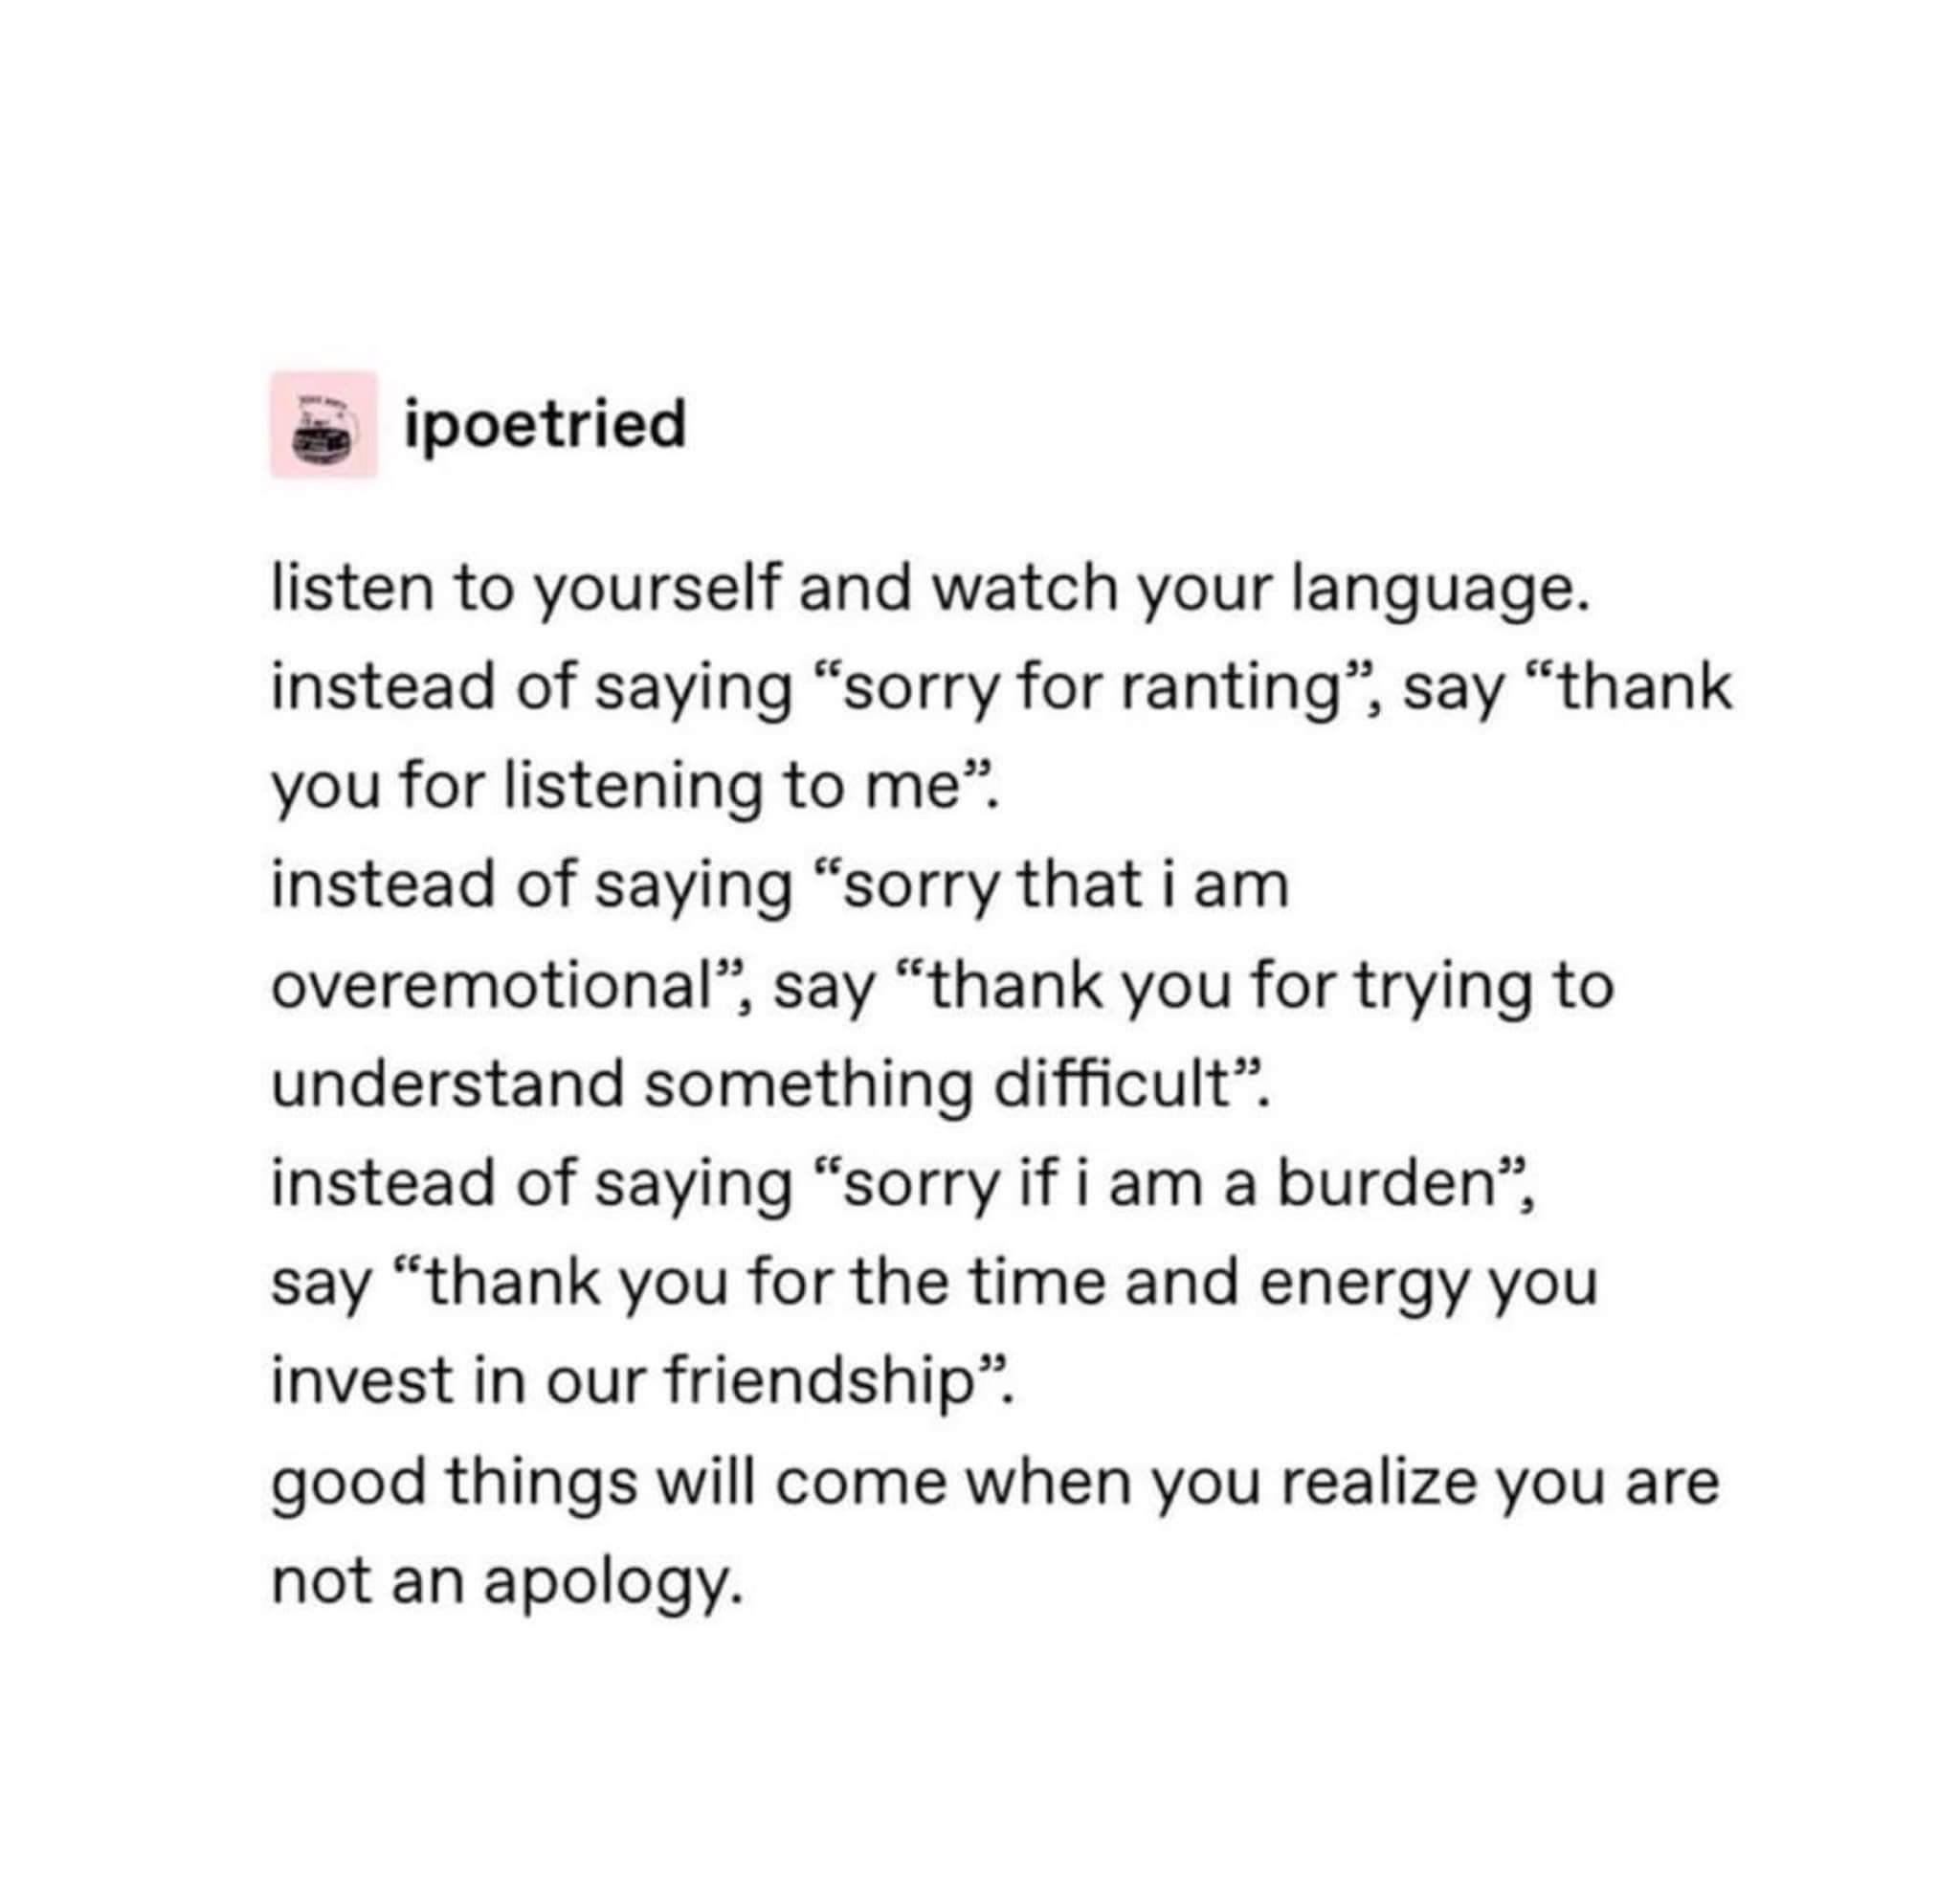 ipoetried
listen to yourself and watch your language.
instead of saying “sorry for ranting”, say “thank
you for listening to me”.
instead of saying “sorry that i am
overemotional”, say “thank you for trying to
understand something difficult”.
instead of saying “sorry if i am a burden”,
say “thank you for the time and energy you
invest in our friendship”.
good things will come when you realize you are
not an apology.